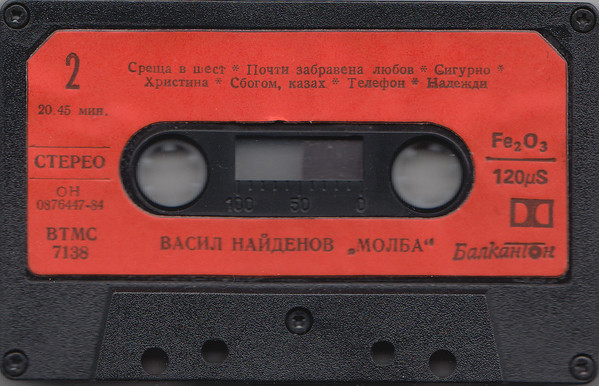 2
Среща в шест * Почти забравена любов * Сигурно *
Христина * Сбогом, казах * Телефон * Надежди
20.45 мин.
СТЕРЕО
ОН
0876447-84
ВТМС
7138
Fe₂O₃
120μS
100 50 0
ВАСИЛ НАЙДЕНОВ „МОЛБА“
Балкантон